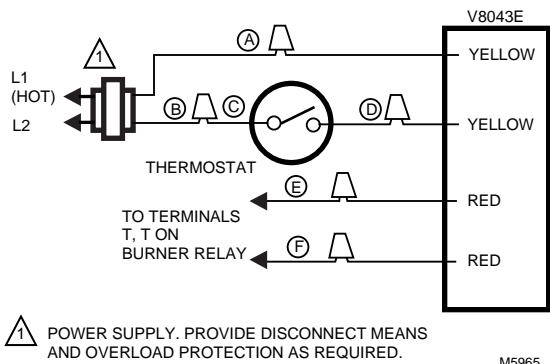 V8043E
1
A
YELLOW
L1
(HOT)
L2
B
C
D
YELLOW
THERMOSTAT
E
RED
TO TERMINALS
T, T ON
BURNER RELAY
F
RED
1 POWER SUPPLY. PROVIDE DISCONNECT MEANS
AND OVERLOAD PROTECTION AS REQUIRED.
M5965